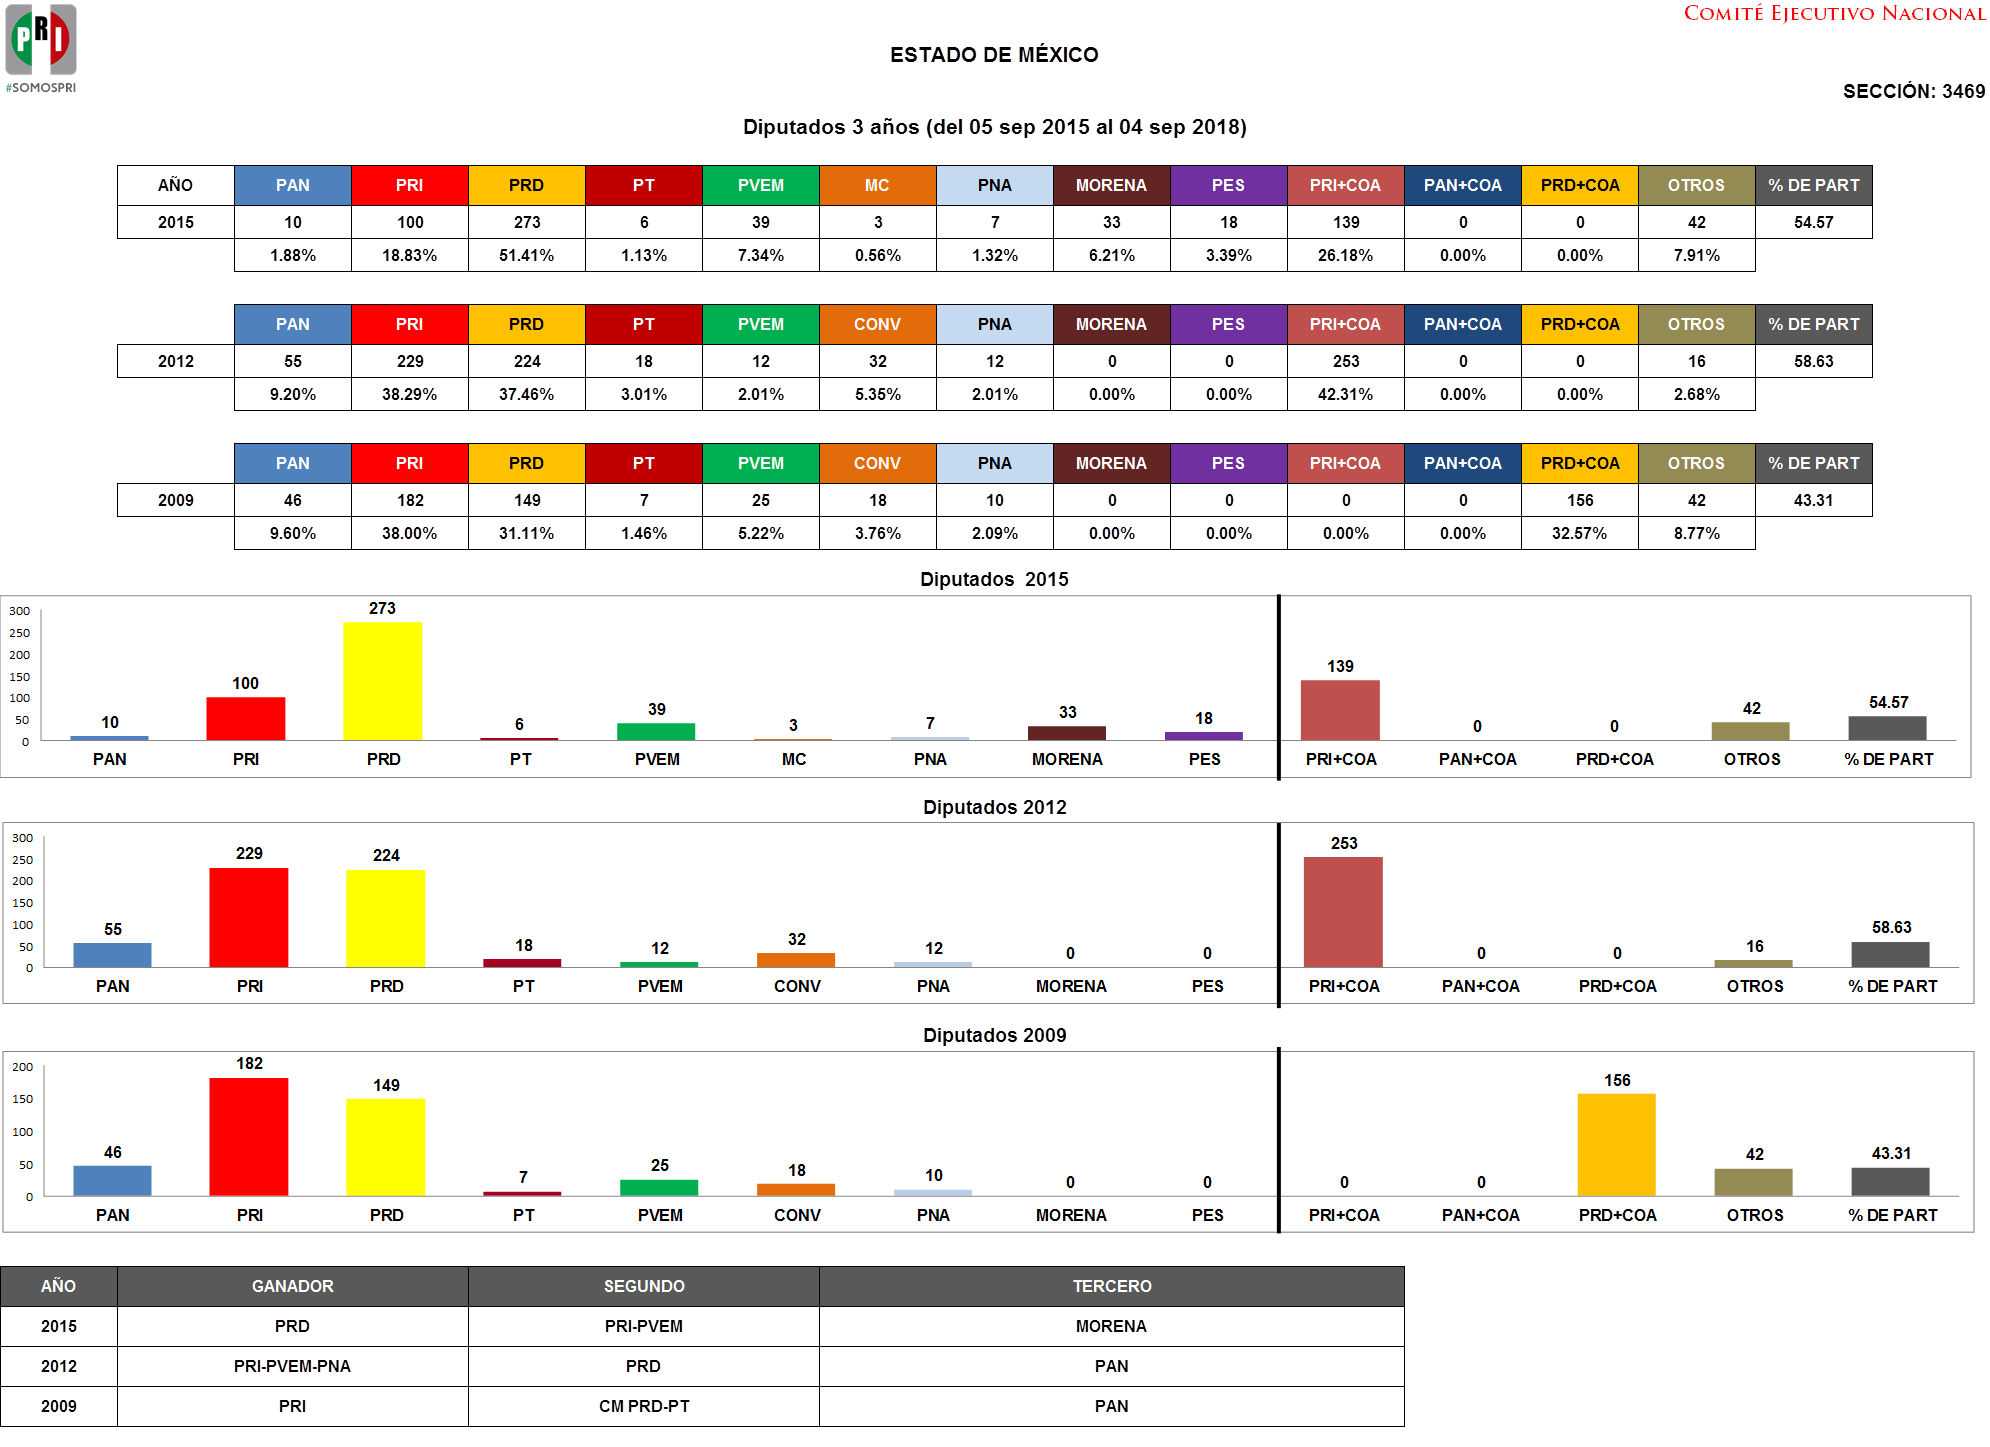 PRI
#SOMOSPRI
COMITÉ EJECUTIVO NACIONAL
ESTADO DE MÉXICO
SECCIÓN: 3469
Diputados 3 años (del 05 sep 2015 al 04 sep 2018)
AÑO PAN PRI PRD PT PVEM MC PNA MORENA PES PRI+COA PAN+COA PRD+COA OTROS % DE PART
2015 10 100 273 6 39 3 7 33 18 139 0 0 42 54.57
1.88% 18.83% 51.41% 1.13% 7.34% 0.56% 1.32% 6.21% 3.39% 26.18% 0.00% 0.00% 7.91%
PAN PRI PRD PT PVEM CONV PNA MORENA PES PRI+COA PAN+COA PRD+COA OTROS % DE PART
2012 55 229 224 18 12 32 12 0 0 253 0 0 16 58.63
9.20% 38.29% 37.46% 3.01% 2.01% 5.35% 2.01% 0.00% 0.00% 42.31% 0.00% 0.00% 2.68%
PAN PRI PRD PT PVEM CONV PNA MORENA PES PRI+COA PAN+COA PRD+COA OTROS % DE PART
2009 46 182 149 7 25 18 10 0 0 0 0 156 42 43.31
9.60% 38.00% 31.11% 1.46% 5.22% 3.76% 2.09% 0.00% 0.00% 0.00% 0.00% 32.57% 8.77%
Diputados 2015
300
250
200
150
100
50
0
10 100 273 6 39 3 7 33 18 139 0 0 42 54.57
PAN PRI PRD PT PVEM MC PNA MORENA PES PRI+COA PAN+COA PRD+COA OTROS % DE PART
Diputados 2012
300
250
200
150
100
50
0
55 229 224 18 12 32 12 0 0 253 0 0 16 58.63
PAN PRI PRD PT PVEM CONV PNA MORENA PES PRI+COA PAN+COA PRD+COA OTROS % DE PART
Diputados 2009
200
150
100
50
0
46 182 149 7 25 18 10 0 0 0 0 156 42 43.31
PAN PRI PRD PT PVEM CONV PNA MORENA PES PRI+COA PAN+COA PRD+COA OTROS % DE PART
AÑO GANADOR SEGUNDO TERCERO
2015 PRD PRI-PVEM MORENA
2012 PRI-PVEM-PNA PRD PAN
2009 PRI CM PRD-PT PAN